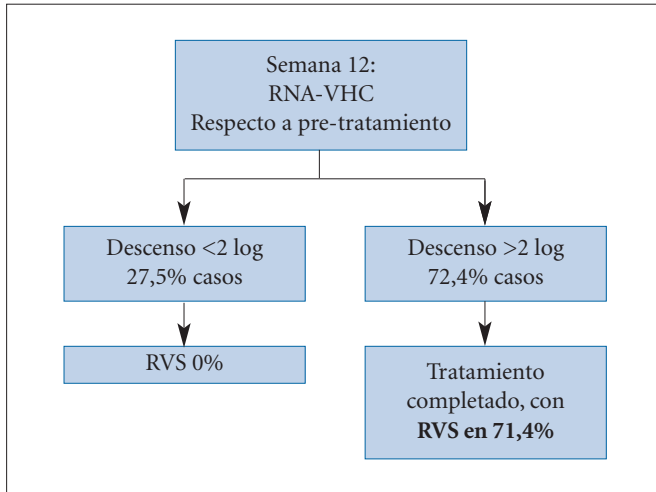 Semana 12:
RNA-VHC
Respecto a pre-tratamiento
Descenso <2 log
27,5% casos
Descenso >2 log
72,4% casos
RVS 0%
Tratamiento
completado, con
RVS en 71,4%